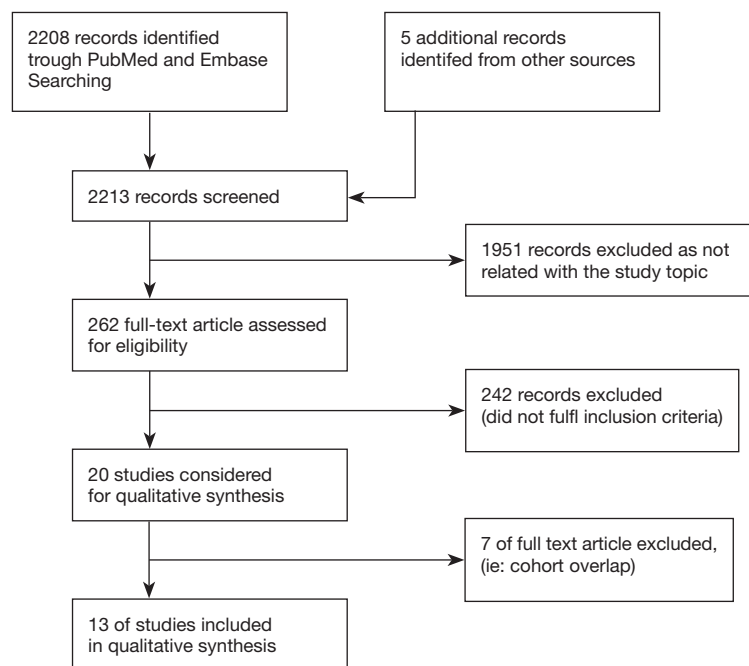 2208 records identified
trough PubMed and Embase
Searching
5 additional records
identifed from other sources
2213 records screened
1951 records excluded as not
related with the study topic
262 full-text article assessed
for eligibility
242 records excluded
(did not fulfl inclusion criteria)
20 studies considered
for qualitative synthesis
7 of full text article excluded,
(ie: cohort overlap)
13 of studies included
in qualitative synthesis